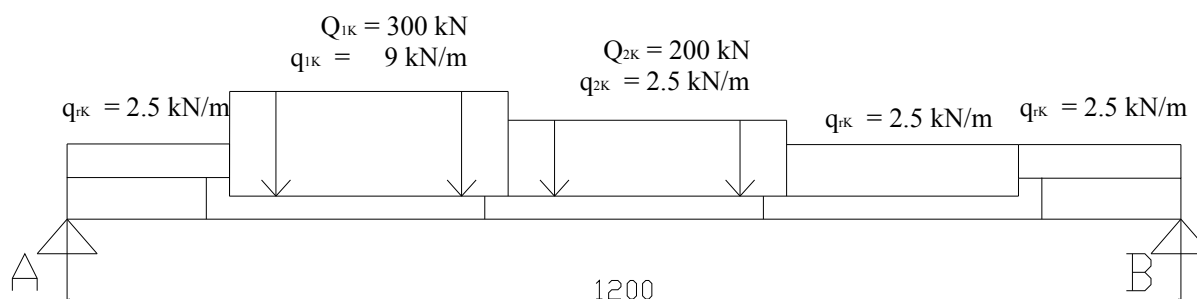 Q1K = 300 kN
q1K = 9 kN/m
Q2K = 200 kN
q2K = 2.5 kN/m
qrK = 2.5 kN/m
qrK = 2.5 kN/m
qrK = 2.5 kN/m
A
B
1200